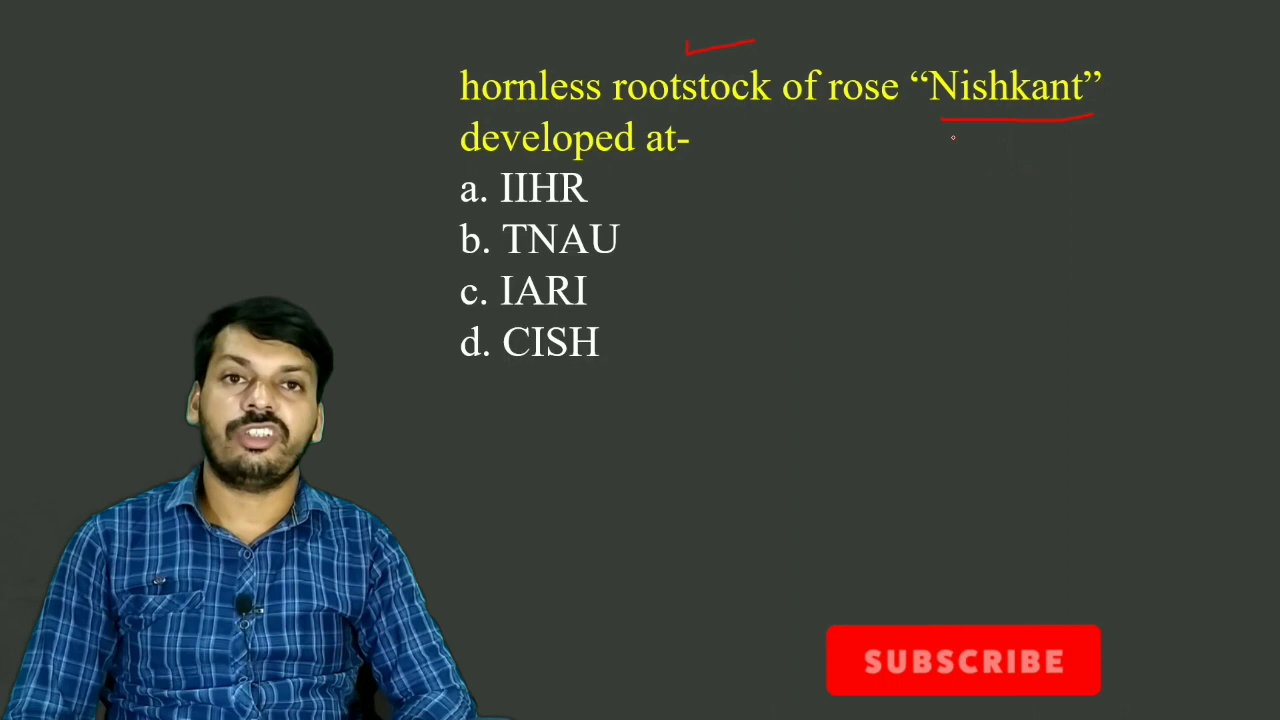 hornless rootstock of rose “Nishkant”
developed at-
a. IIHR
b. TNAU
c. IARI
d. CISH
SUBSCRIBE